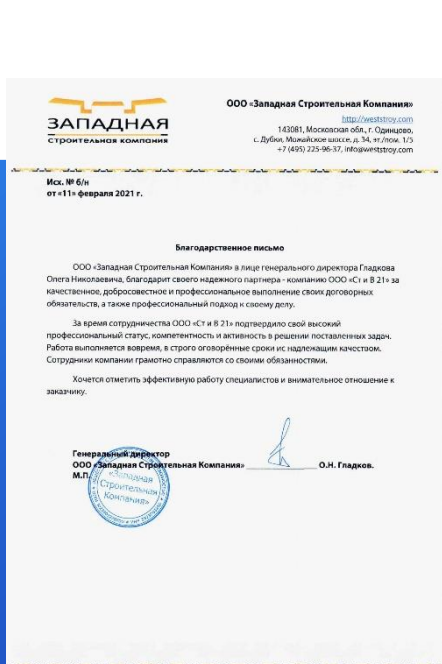 ЗАПАДНАЯ
строительная компания
ООО «Западная Строительная Компания»
http://weststroy.com
143081, Московская обл., г. Одинцово,
с. Дубки, Можайское шоссе, д. 34, эт./пом. 1/5
+7 (495) 225-96-37, info@weststroy.com
Исх. № б/н
от «11» февраля 2021 г.
Благодарственное письмо
ООО «Западная Строительная Компания» в лице генерального директора Гладкова
Олега Николаевича, благодарит своего надежного партнера - компанию ООО «Ст и В 21» за
качественное, добросовестное и профессиональное выполнение своих договорных
обязательств, а также профессиональный подход к своему делу.
За время сотрудничества ООО «Ст и В 21» подтвердило свой высокий
профессиональный статус, компетентность и активность в решении поставленных задач.
Работа выполняется вовремя, в строго оговорённые сроки ис надлежащим качеством.
Сотрудники компании грамотно справляются со своими обязанностями.
Хочется отметить эффективную работу специалистов и внимательное отношение к
заказчику.
Генеральный директор
ООО «Западная Строительная Компания» ____________ О.Н. Гладков.
М.П.
«Западная
Строительная
Компания»